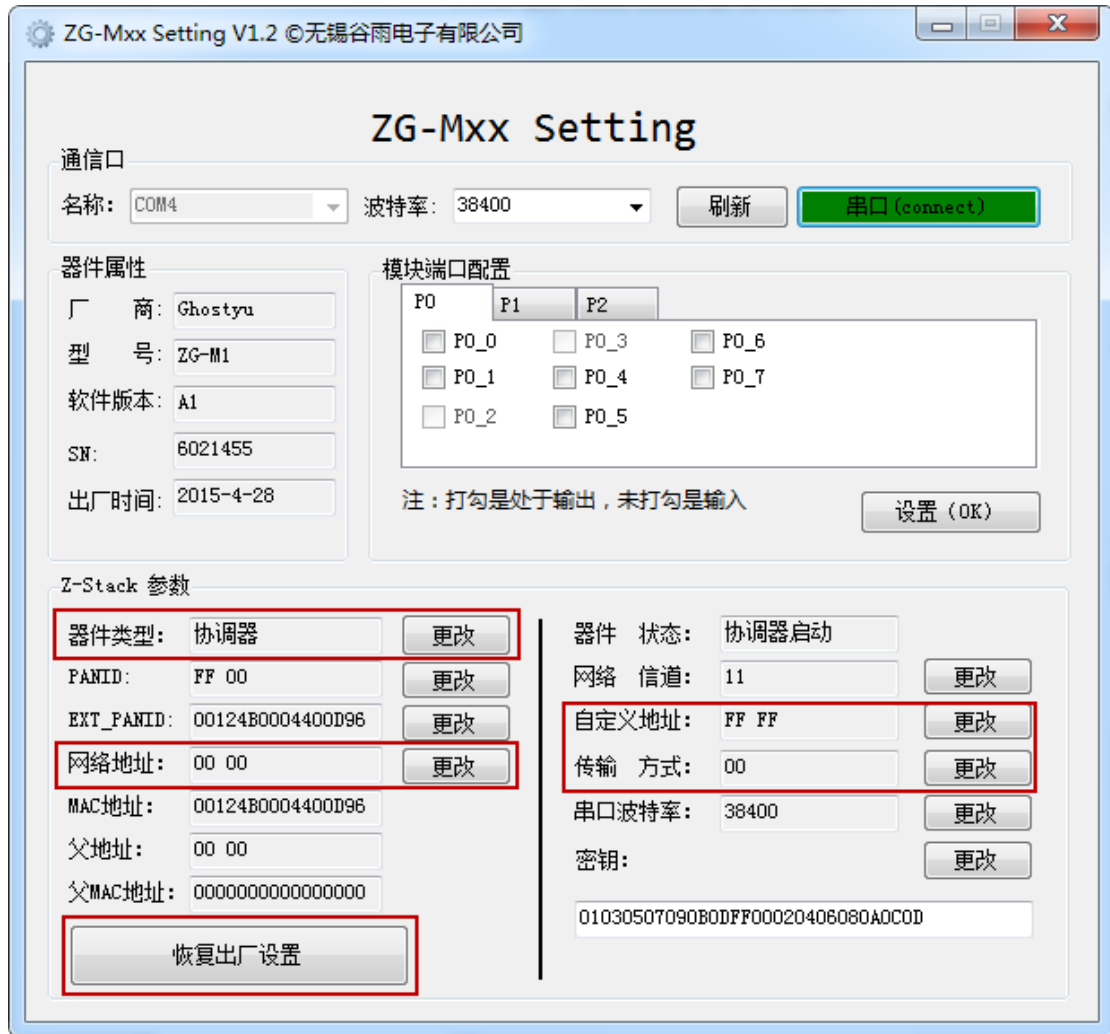 ZG-Mxx Setting V1.2 ©无锡谷雨电子有限公司
ZG-Mxx Setting
通信口
名称: COM4 波特率: 38400 刷新 串口(connect)
器件属性
厂 商: Ghostyu
型 号: ZG-M1
软件版本: A1
SN: 6021455
出厂时间: 2015-4-28
模块端口配置
P0 P1 P2
P0_0 P0_3 P0_6
P0_1 P0_4 P0_7
P0_2 P0_5
注：打勾是处于输出，未打勾是输入
设置 (OK)
Z-Stack 参数
器件类型: 协调器 更改
PANID: FF 00 更改
EXT_PANID: 00124B0004400D96 更改
网络地址: 00 00 更改
MAC地址: 00124B0004400D96
父地址: 00 00
父MAC地址: 0000000000000000
恢复出厂设置
器件 状态: 协调器启动
网络 信道: 11 更改
自定义地址: FF FF 更改
传输 方式: 00 更改
串口波特率: 38400 更改
密钥: 更改
01030507090B0DFF00020406080A0C0D